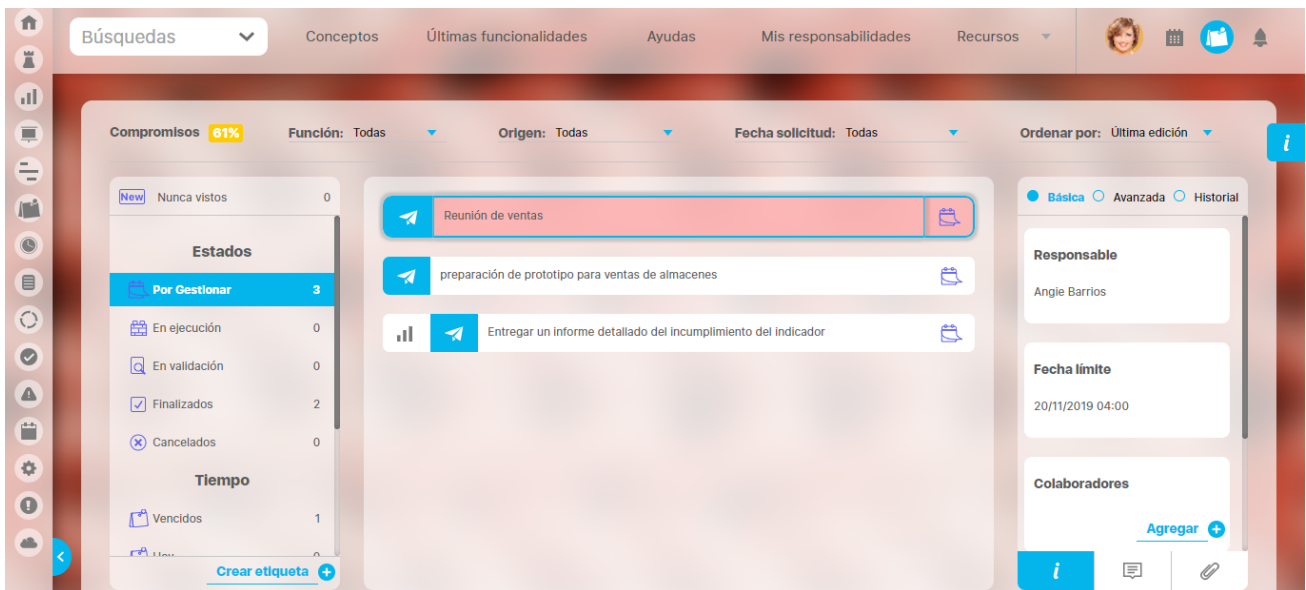 Búsquedas
Conceptos
Últimas funcionalidades
Ayudas
Mis responsabilidades
Recursos
Compromisos 61%
Función: Todas
Origen: Todas
Fecha solicitud: Todas
Ordenar por: Última edición
i
New Nunca vistos 0
Estados
Por Gestionar 3
En ejecución 0
En validación 0
Finalizados 2
Cancelados 0
Tiempo
Vencidos 1
Hoy 0
Crear etiqueta
Reunión de ventas
preparación de prototipo para ventas de almacenes
Entregar un informe detallado del incumplimiento del indicador
Básica Avanzada Historial
Responsable
Angie Barrios
Fecha límite
20/11/2019 04:00
Colaboradores
Agregar
i